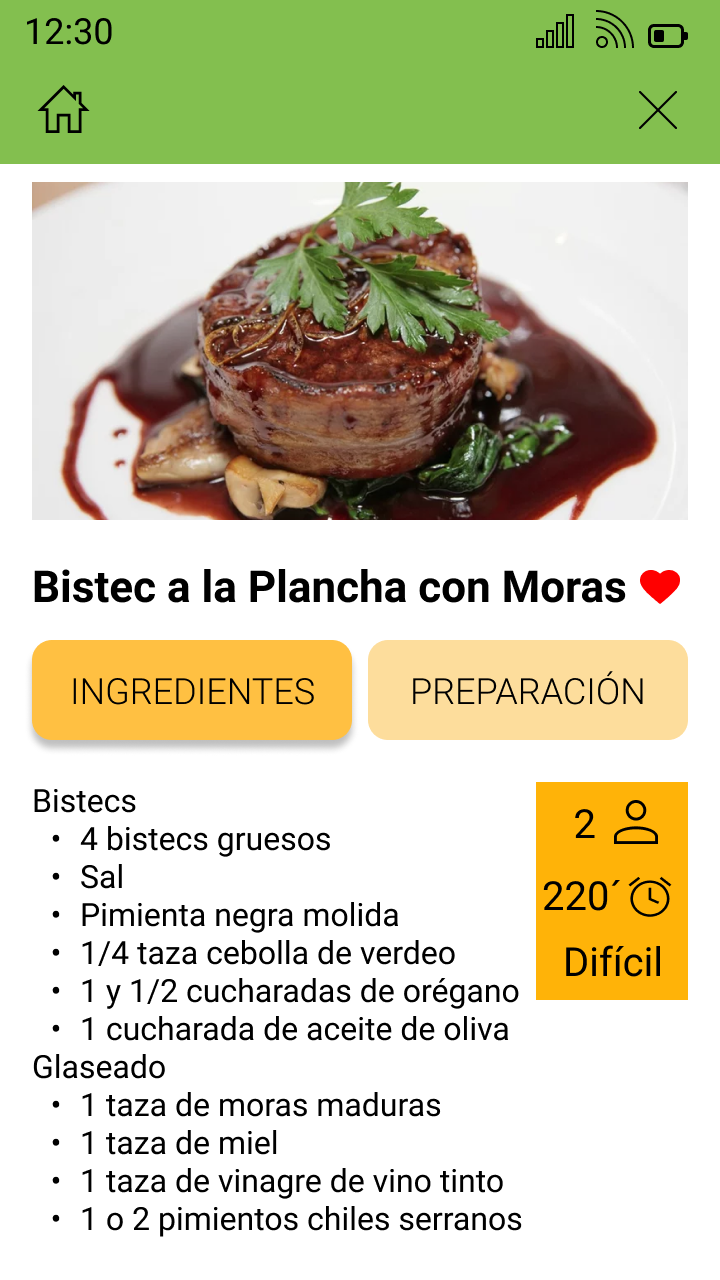 12:30
Bistec a la Plancha con Moras
INGREDIENTES
PREPARACIÓN
Bistecs
• 4 bistecs gruesos
• Sal
• Pimienta negra molida
• 1/4 taza cebolla de verdeo
• 1 y 1/2 cucharadas de orégano
• 1 cucharada de aceite de oliva
Glaseado
• 1 taza de moras maduras
• 1 taza de miel
• 1 taza de vinagre de vino tinto
• 1 o 2 pimientos chiles serranos
2
220´
Difícil